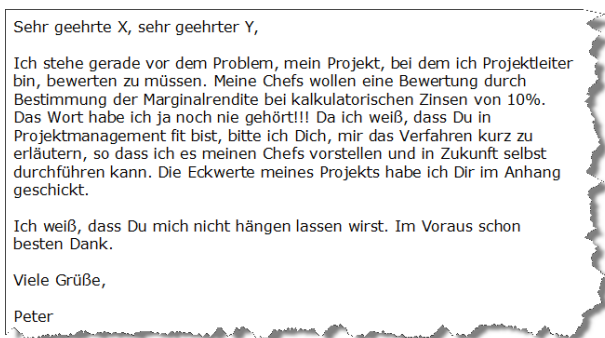 Sehr geehrte X, sehr geehrter Y,
Ich stehe gerade vor dem Problem, mein Projekt, bei dem ich Projektleiter
bin, bewerten zu müssen. Meine Chefs wollen eine Bewertung durch
Bestimmung der Marginalrendite bei kalkulatorischen Zinsen von 10%.
Das Wort habe ich ja noch nie gehört!!! Da ich weiß, dass Du in
Projektmanagement fit bist, bitte ich Dich, mir das Verfahren kurz zu
erläutern, so dass ich es meinen Chefs vorstellen und in Zukunft selbst
durchführen kann. Die Eckwerte meines Projekts habe ich Dir im Anhang
geschickt.
Ich weiß, dass Du mich nicht hängen lassen wirst. Im Voraus schon
besten Dank.
Viele Grüße,
Peter